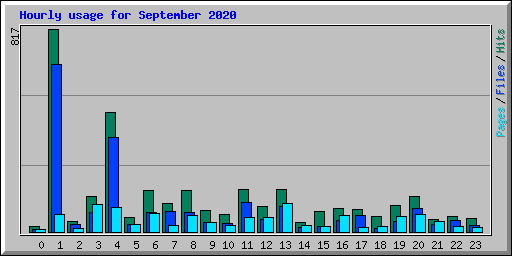 Hourly usage for September 2020
817
Pages/Files/Hits
0 1 2 3 4 5 6 7 8 9 10 11 12 13 14 15 16 17 18 19 20 21 22 23